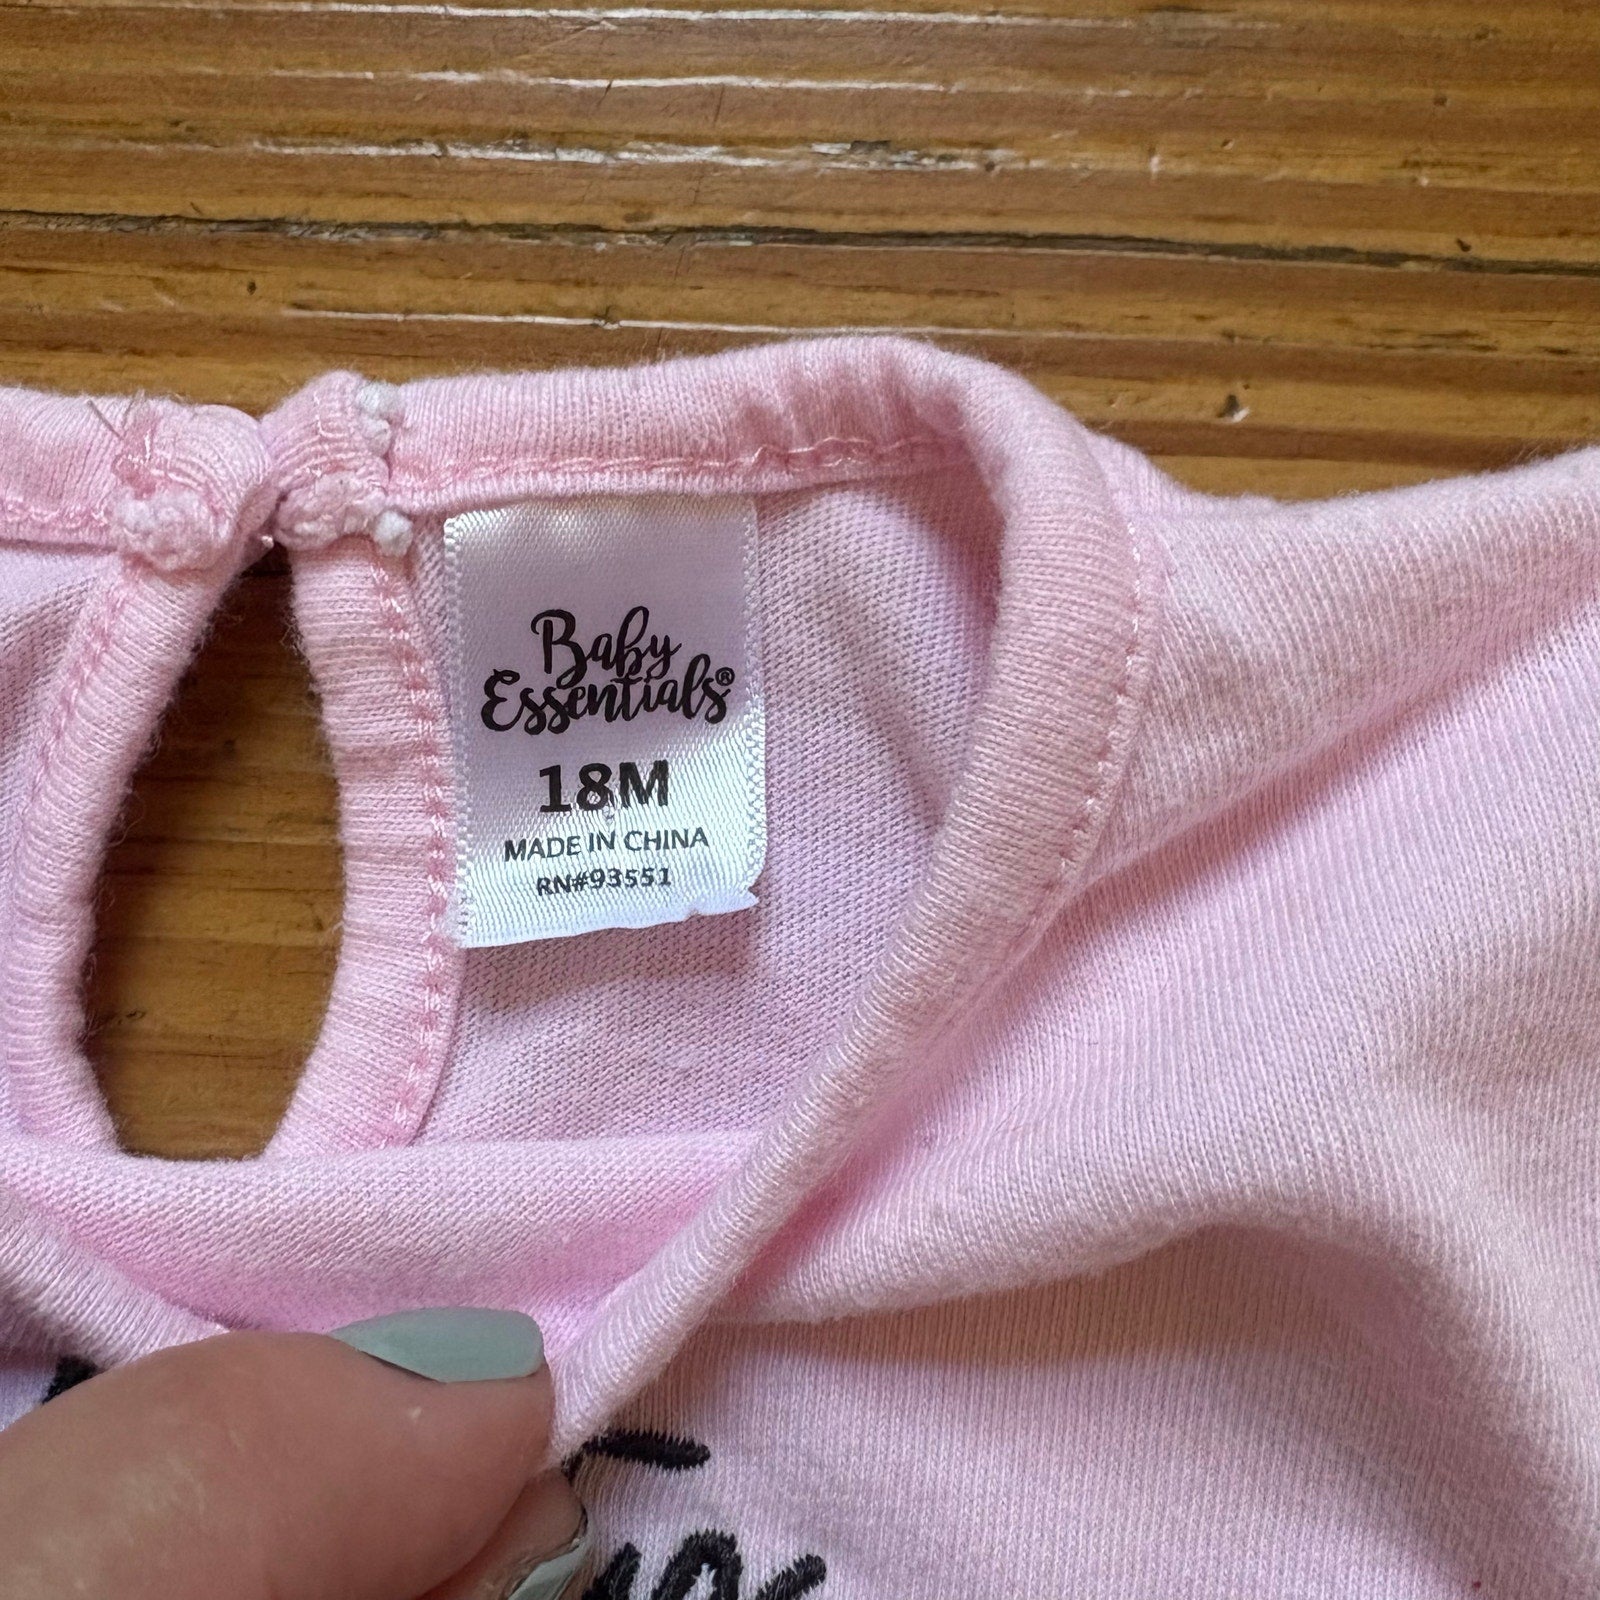 Baby
Essentials®
18M
MADE IN CHINA
RN#93551